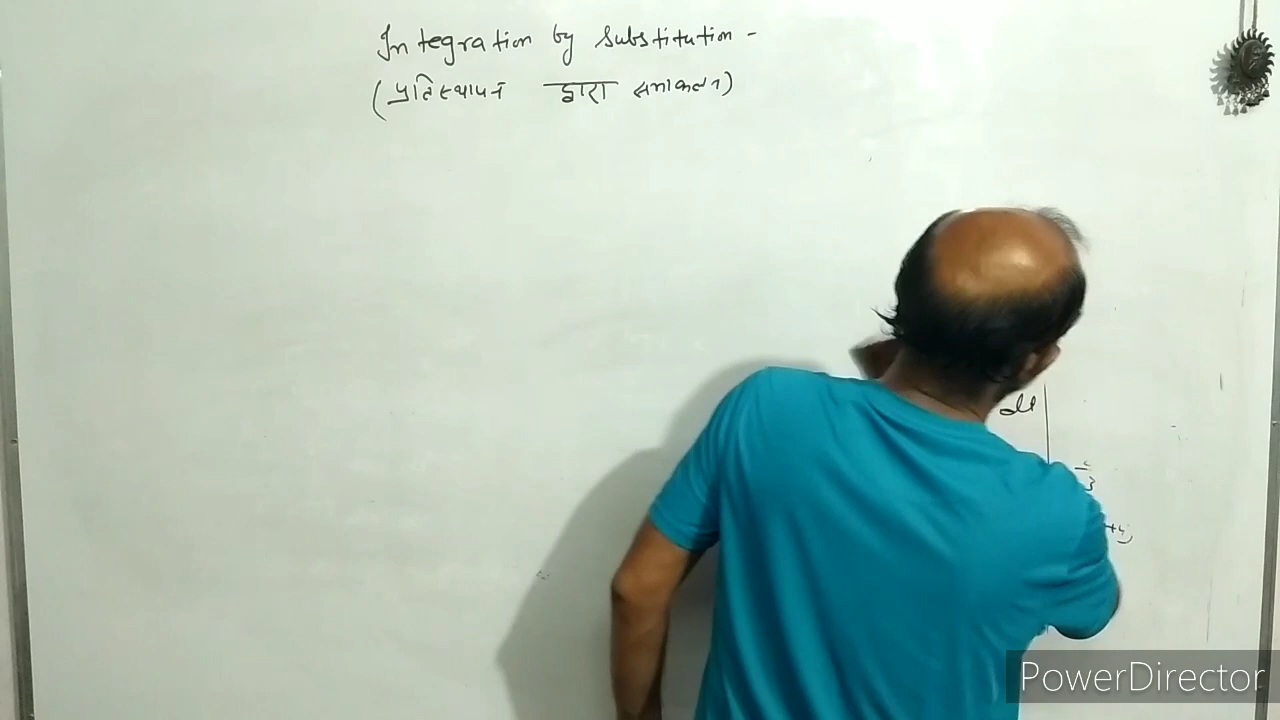 Integration by Substitution -
(प्रतिस्थापन द्वारा समाकलन)
PowerDirector